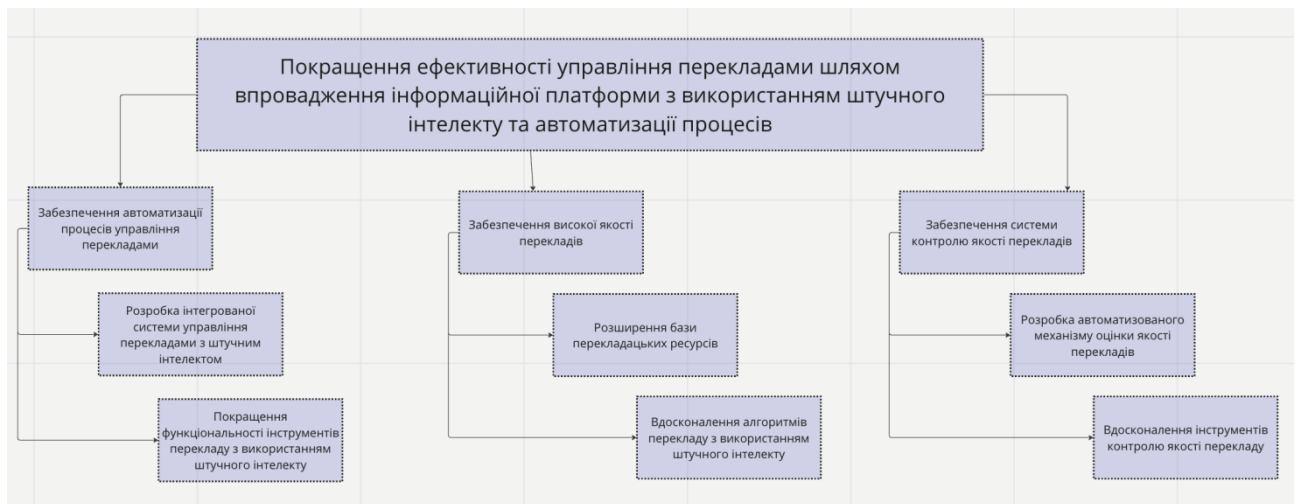 Покращення ефективності управління перекладами шляхом
впровадження інформаційної платформи з використанням штучного
інтелекту та автоматизації процесів
Забезпечення автоматизації
процесів управління
перекладами
Розробка інтегрованої
системи управління
перекладами з штучним
інтелектом
Покращення
функціональності інструментів
перекладу з використанням
штучного інтелекту
Забезпечення високої якості
перекладів
Розширення бази
перекладацьких ресурсів
Вдосконалення алгоритмів
перекладу з використанням
штучного інтелекту
Забезпечення системи
контролю якості перекладів
Розробка автоматизованого
механізму оцінки якості
перекладів
Вдосконалення інструментів
контролю якості перекладу